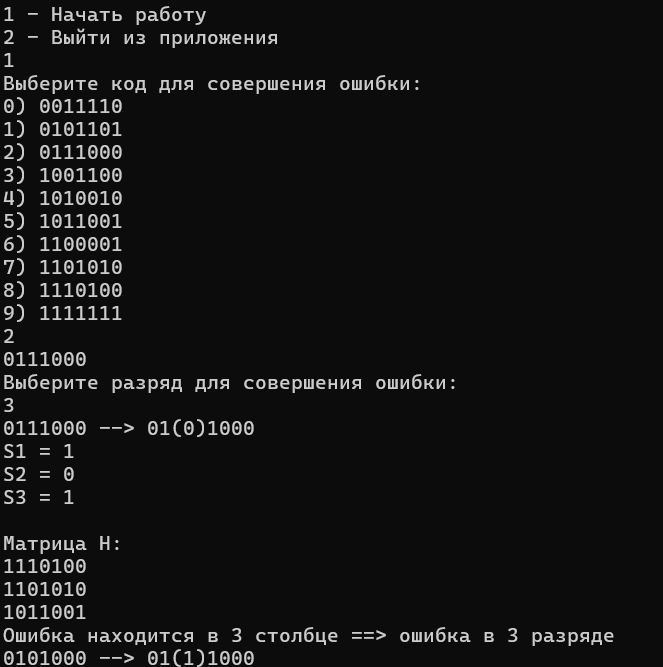 1 - Начать работу
2 - Выйти из приложения
1
Выберите код для совершения ошибки:
0) 0011110
1) 0101101
2) 0111000
3) 1001100
4) 1010010
5) 1011001
6) 1100001
7) 1101010
8) 1110100
9) 1111111
2
0111000
Выберите разряд для совершения ошибки:
3
0111000 --> 01(0)1000
S1 = 1
S2 = 0
S3 = 1
Матрица H:
1110100
1101010
1011001
Ошибка находится в 3 столбце ==> ошибка в 3 разряде
0101000 --> 01(1)1000